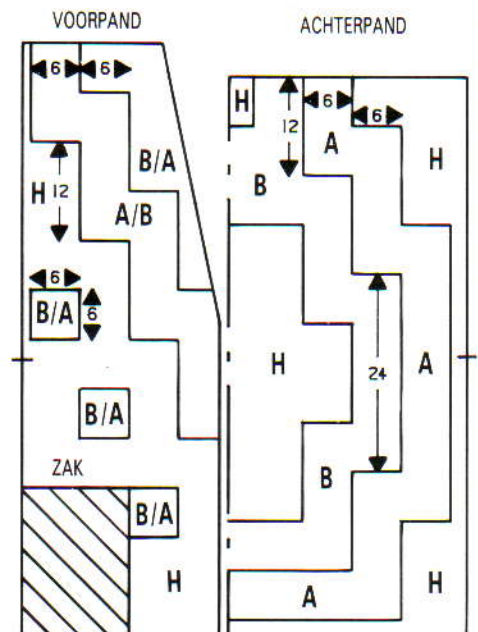 VOORPAND
6 6
B/A
H 12
A/B
6
B/A 6
B/A
ZAK
B/A
H
ACHTERPAND
H 12 6 6
A
B H
H 24 A
B
A H